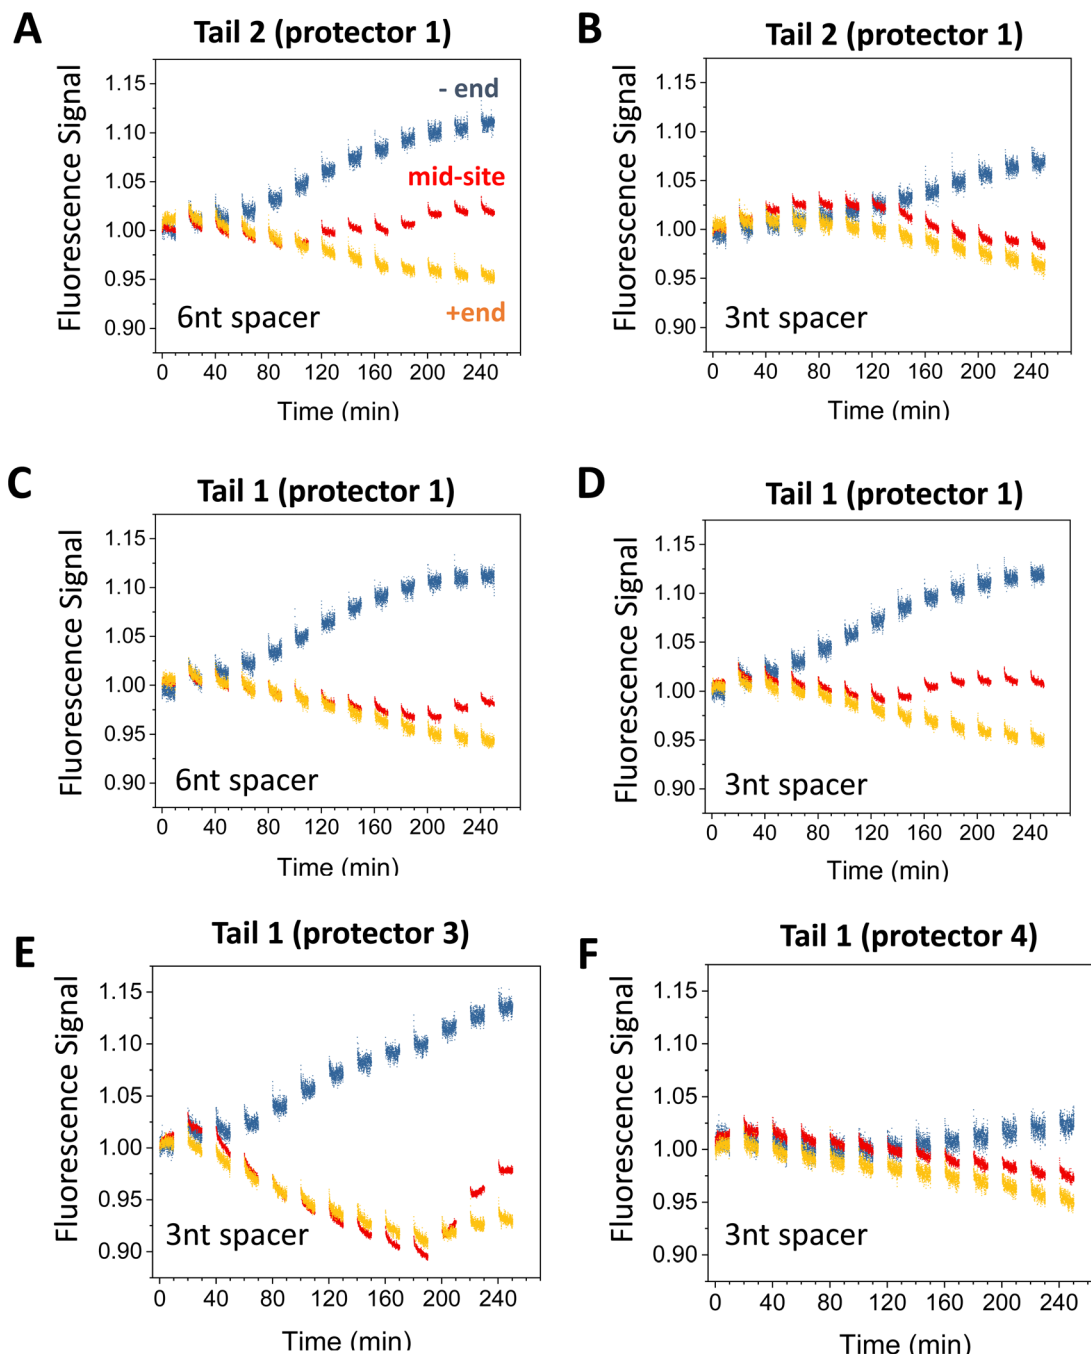 A
Tail 2 (protector 1)
Fluorescence Signal
1.15
1.10
1.05
1.00
0.95
0.90
- end
mid-site
+end
6nt spacer
0 40 80 120 160 200 240
Time (min)
B
Tail 2 (protector 1)
Fluorescence Signal
1.15
1.10
1.05
1.00
0.95
0.90
3nt spacer
0 40 80 120 160 200 240
Time (min)
C
Tail 1 (protector 1)
Fluorescence Signal
1.15
1.10
1.05
1.00
0.95
0.90
6nt spacer
0 40 80 120 160 200 240
Time (min)
D
Tail 1 (protector 1)
Fluorescence Signal
1.15
1.10
1.05
1.00
0.95
0.90
3nt spacer
0 40 80 120 160 200 240
Time (min)
E
Tail 1 (protector 3)
Fluorescence Signal
1.15
1.10
1.05
1.00
0.95
0.90
3nt spacer
0 40 80 120 160 200 240
Time (min)
F
Tail 1 (protector 4)
Fluorescence Signal
1.15
1.10
1.05
1.00
0.95
0.90
3nt spacer
0 40 80 120 160 200 240
Time (min)